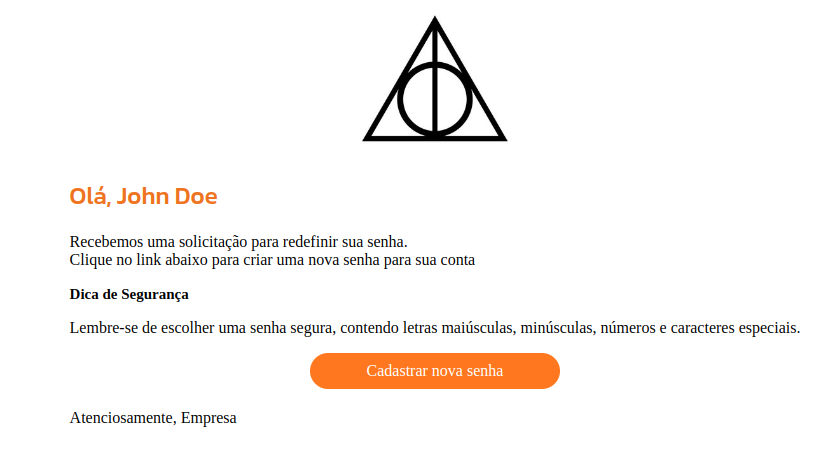 Olá, John Doe
Recebemos uma solicitação para redefinir sua senha.
Clique no link abaixo para criar uma nova senha para sua conta
Dica de Segurança
Lembre-se de escolher uma senha segura, contendo letras maiúsculas, minúsculas, números e caracteres especiais.
Cadastrar nova senha
Atenciosamente, Empresa